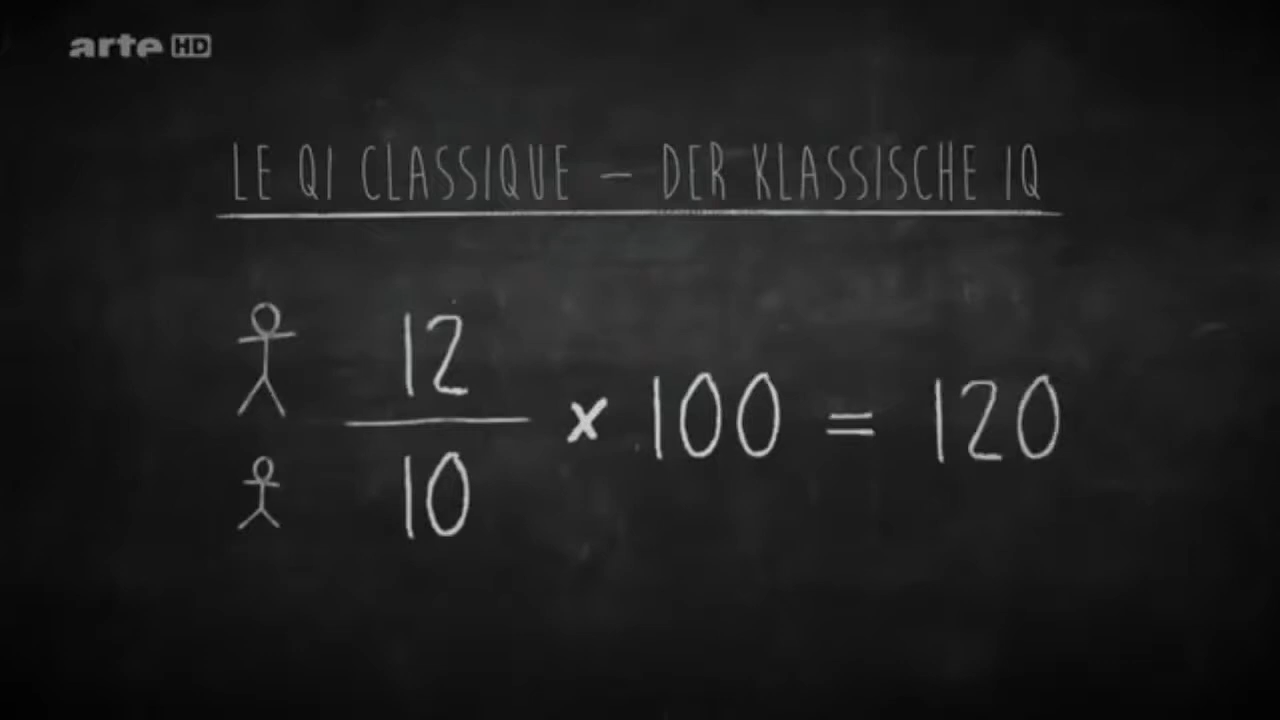 arte HD
LE QI CLASSIQUE – DER KLASSISCHE IQ
12
10
x 100 = 120